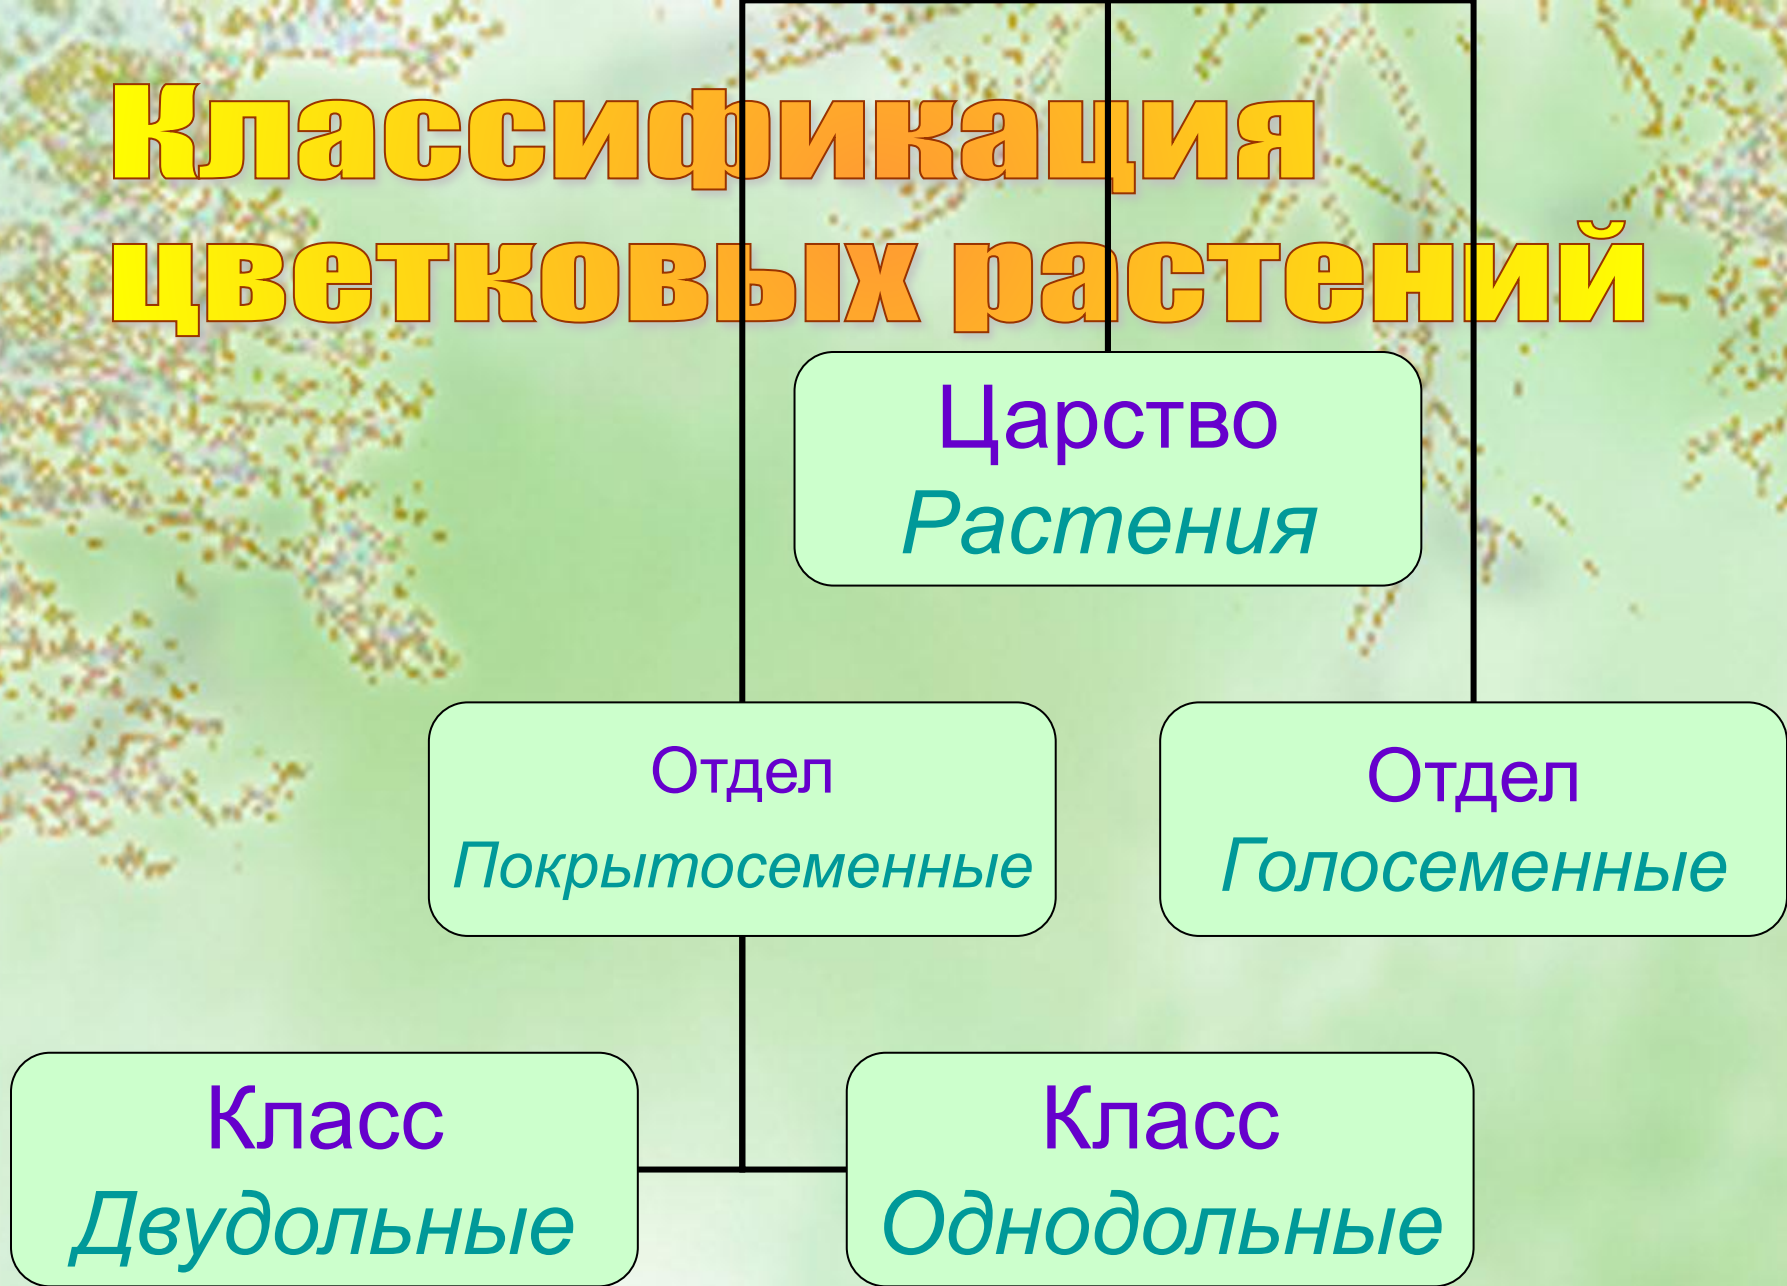 Классификация
цветковых растений
Царство
Растения
Отдел
Покрытосеменные
Отдел
Голосеменные
Класс
Двудольные
Класс
Однодольные